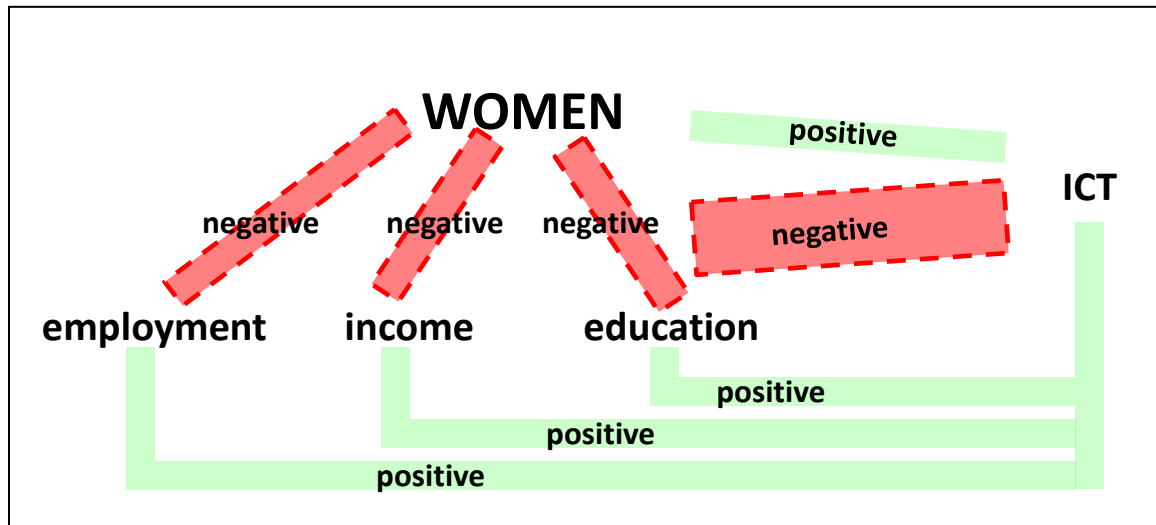 WOMEN
positive
ICT
negative negative negative negative
employment income education
positive
positive
positive